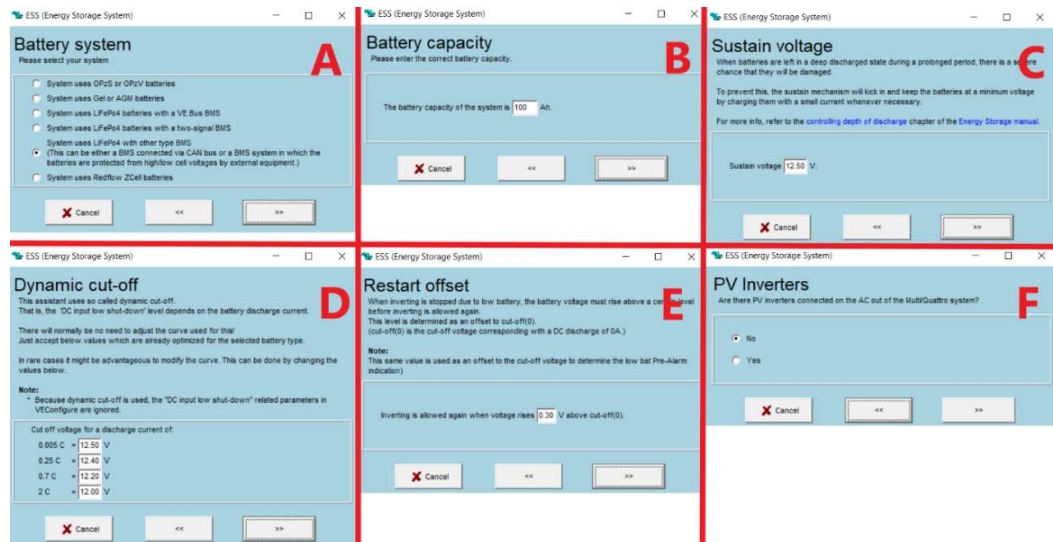 ESS (Energy Storage System)
Battery system
Please select your system
A
System uses OPzS or OPzV batteries
System uses Gel or AGM batteries
System uses LiFePo4 batteries with a VE.Bus BMS
System uses LiFePo4 batteries with a two-signal BMS
System uses LiFePo4 with other type BMS
(This can be either a BMS connected via CAN bus or a BMS system in which the
batteries are protected from high/low cell voltages by external equipment.)
System uses Redflow ZCell batteries
Cancel << >>
ESS (Energy Storage System)
Battery capacity
Please enter the correct battery capacity.
B
The battery capacity of the system is 100 Ah.
Cancel << >>
ESS (Energy Storage System)
Sustain voltage
C
When batteries are left in a deep discharged state during a prolonged period, there is a severe
chance that they will be damaged.
To prevent this, the sustain mechanism will kick in and keep the batteries at a minimum voltage
by charging them with a small current whenever necessary.
For more info, refer to the controlling depth of discharge chapter of the Energy Storage manual.
Sustain voltage 12.50 V.
Cancel << >>
ESS (Energy Storage System)
Dynamic cut-off
D
This assistant uses so called dynamic cut-off.
That is, the 'DC input low shut-down' level depends on the battery discharge current.
There will normally be no need to adjust the curve used for this!
Just accept below values which are already optimized for the selected battery type.
In rare cases it might be advantageous to modify the curve. This can be done by changing the
values below.
Note:
* Because dynamic cut-off is used, the "DC input low shut-down" related parameters in
VEConfigure are ignored.
Cut off voltage for a discharge current of:
0.005 C = 12.50 V
0.25 C = 12.40 V
0.7 C = 12.20 V
2 C = 12.00 V
Cancel << >>
ESS (Energy Storage System)
Restart offset
E
When inverting is stopped due to low battery, the battery voltage must rise above a certain level
before inverting is allowed again.
This level is determined as an offset to cut-off(0).
(cut-off(0) is the cut-off voltage corresponding with a DC discharge of 0A.)
Note:
This same value is used as an offset to the cut-off voltage to determine the low bat Pre-Alarm
indication)
Inverting is allowed again when voltage rises 0.30 V above cut-off(0).
Cancel << >>
ESS (Energy Storage System)
PV Inverters
F
Are there PV inverters connected on the AC out of the Multi/Quattro system?
No
Yes
Cancel << >>